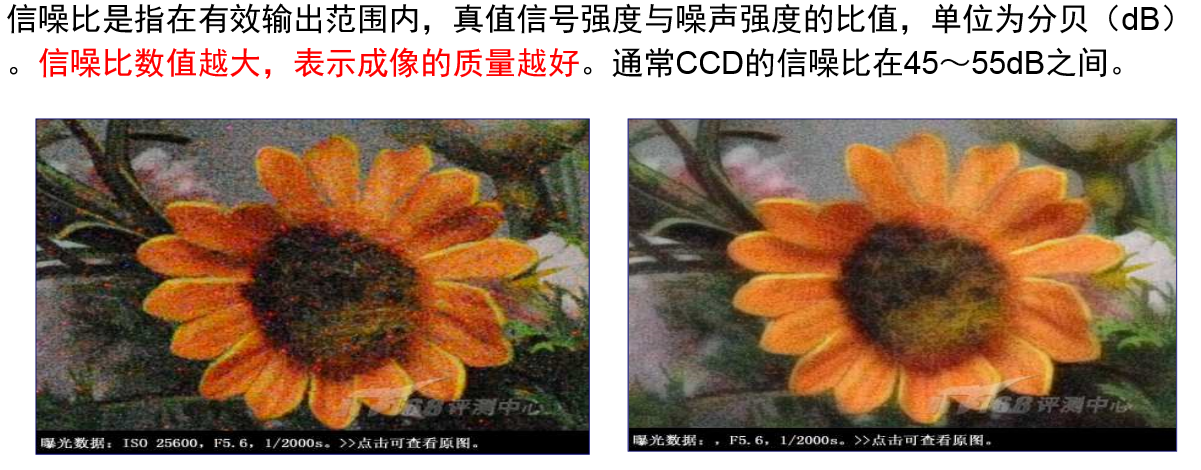 信噪比是指在有效输出范围内，真值信号强度与噪声强度的比值，单位为分贝（dB）
。信噪比数值越大，表示成像的质量越好。通常CCD的信噪比在45～55dB之间。
评测中心
评测中心
曝光数据：ISO 25600，F5.6，1/2000s。>>点击可查看原图。
曝光数据：，F5.6，1/2000s。>>点击可查看原图。